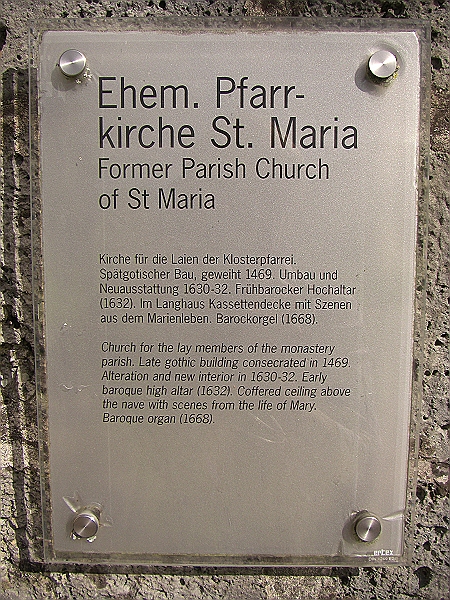 Ehem. Pfarr-
kirche St. Maria
Former Parish Church
of St Maria
Kirche für die Laien der Klosterpfarrei.
Spätgotischer Bau, geweiht 1469. Umbau und
Neuausstattung 1630-32. Frühbarocker Hochaltar
(1632). Im Langhaus Kassettendecke mit Szenen
aus dem Marienleben. Barockorgel (1668).
Church for the lay members of the monastery
parish. Late gothic building consecrated in 1469.
Alteration and new interior in 1630-32. Early
baroque high altar (1632). Coffered ceiling above
the nave with scenes from the life of Mary.
Baroque organ (1668).